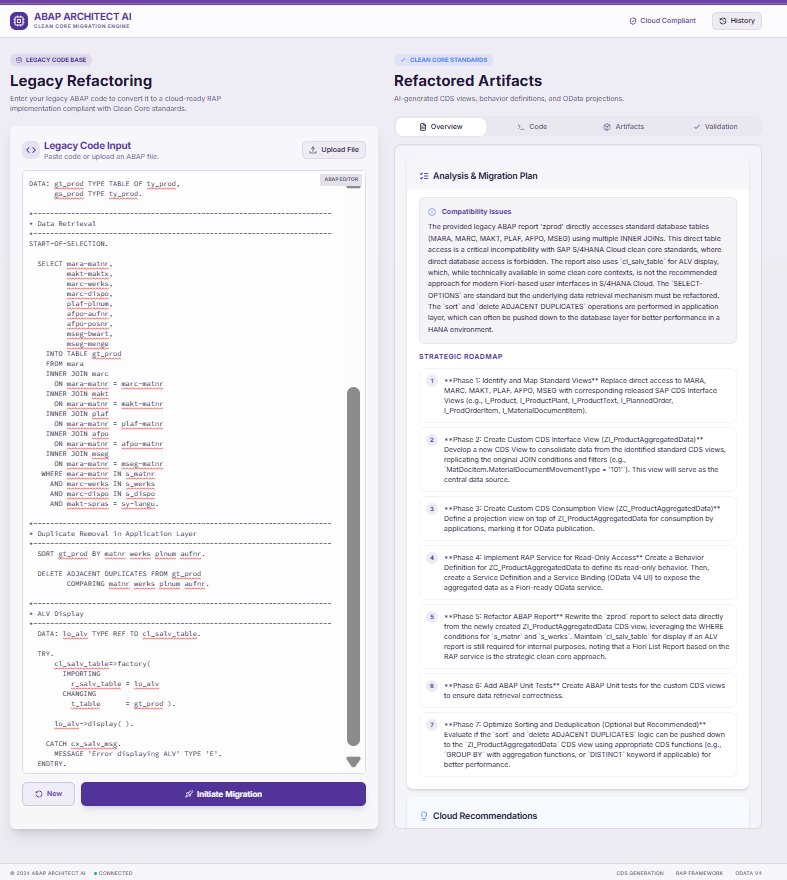 ABAP ARCHITECT AI
CLEAN CORE MIGRATION ENGINE
Cloud Compliant
History
LEGACY CODE BASE
Legacy Refactoring
Enter your legacy ABAP code to convert it to a cloud-ready RAP
implementation compliant with Clean Core standards.
Legacy Code Input
Paste code or upload an ABAP file.
Upload File
ABAP EDITOR
DATA: gt_prod TYPE TABLE OF ty_prod,
gs_prod TYPE ty_prod.
*----------------------------------------------------------------------*
* Data Retrieval
*----------------------------------------------------------------------*
START-OF-SELECTION.
SELECT mara~matnr,
makt~maktx,
marc~werks,
marc~dispo,
plaf~plnum,
afpo~aufnr,
afpo~posnr,
mseg~bwart,
mseg~menge
INTO TABLE gt_prod
FROM mara
INNER JOIN marc
ON mara~matnr = marc~matnr
INNER JOIN makt
ON mara~matnr = makt~matnr
INNER JOIN plaf
ON mara~matnr = plaf~matnr
INNER JOIN afpo
ON mara~matnr = afpo~matnr
INNER JOIN mseg
ON mara~matnr = mseg~matnr
WHERE mara~matnr IN s_matnr
AND marc~werks IN s_werks
AND marc~dispo IN s_dispo
AND makt~spras = sy-langu.
*----------------------------------------------------------------------*
* Duplicate Removal in Application Layer
*----------------------------------------------------------------------*
SORT gt_prod BY matnr werks plnum aufnr.
DELETE ADJACENT DUPLICATES FROM gt_prod
COMPARING matnr werks plnum aufnr.
*----------------------------------------------------------------------*
* ALV Display
*----------------------------------------------------------------------*
DATA: lo_alv TYPE REF TO cl_salv_table.
TRY.
cl_salv_table=>factory(
IMPORTING
r_salv_table = lo_alv
CHANGING
t_table = gt_prod ).
lo_alv->display( ).
CATCH cx_salv_msg.
MESSAGE 'Error displaying ALV' TYPE 'E'.
ENDTRY.
New
Initiate Migration
CLEAN CORE STANDARDS
Refactored Artifacts
AI-generated CDS views, behavior definitions, and OData projections.
Overview
Code
Artifacts
Validation
Analysis & Migration Plan
Compatibility Issues
The provided legacy ABAP report 'zprod' directly accesses standard database tables
(MARA, MARC, MAKT, PLAF, AFPO, MSEG) using multiple INNER JOINs. This direct table
access is a critical incompatibility with SAP S/4HANA Cloud clean core standards, where
direct database access is forbidden. The report also uses `cl_salv_table` for ALV display,
which, while technically available in some clean core contexts, is not the recommended
approach for modern Fiori-based user interfaces in S/4HANA Cloud. The `SELECT-
OPTIONS` are standard but the underlying data retrieval mechanism must be refactored.
The `sort` and `delete ADJACENT DUPLICATES` operations are performed in application
layer, which can often be pushed down to the database layer for better performance in a
HANA environment.
STRATEGIC ROADMAP
1 **Phase 1: Identify and Map Standard Views** Replace direct access to MARA,
MARC, MAKT, PLAF, AFPO, MSEG with corresponding released SAP CDS Interface
Views (e.g., I_Product, I_ProductPlant, I_ProductText, I_PlannedOrder,
I_ProdOrderItem, I_MaterialDocumentItem).
2 **Phase 2: Create Custom CDS Interface View (ZI_ProductAggregatedData)**
Develop a new CDS View to consolidate data from the identified standard CDS views,
replicating the original JOIN conditions and filters (e.g.,
`MatDocItem.MaterialDocumentMovementType = '101'`). This view will serve as the
central data source.
3 **Phase 3: Create Custom CDS Consumption View (ZC_ProductAggregatedData)**
Define a projection view on top of ZI_ProductAggregatedData for consumption by
applications, marking it for OData publication.
4 **Phase 4: Implement RAP Service for Read-Only Access** Create a Behavior
Definition for ZC_ProductAggregatedData to define its read-only behavior. Then,
create a Service Definition and a Service Binding (OData V4 UI) to expose the
aggregated data as a Fiori-ready OData service.
5 **Phase 5: Refactor ABAP Report** Rewrite the `zprod` report to select data directly
from the newly created ZI_ProductAggregatedData CDS view, leveraging the WHERE
conditions for `s_matnr` and `s_werks`. Maintain `cl_salv_table` for display if an ALV
report is still required for internal purposes, noting that a Fiori List Report based on the
RAP service is the strategic clean core approach.
6 **Phase 6: Add ABAP Unit Tests** Create ABAP Unit tests for the custom CDS views
to ensure data retrieval correctness.
7 **Phase 7: Optimize Sorting and Deduplication (Optional but Recommended)**
Evaluate if the `sort` and `delete ADJACENT DUPLICATES` logic can be pushed down
to the `ZI_ProductAggregatedData` CDS view using appropriate CDS functions (e.g.,
`GROUP BY` with aggregation functions, or `DISTINCT` keyword if applicable) for
better performance.
Cloud Recommendations
© 2024 ABAP ARCHITECT AI
CONNECTED
CDS GENERATION
RAP FRAMEWORK
ODATA V4